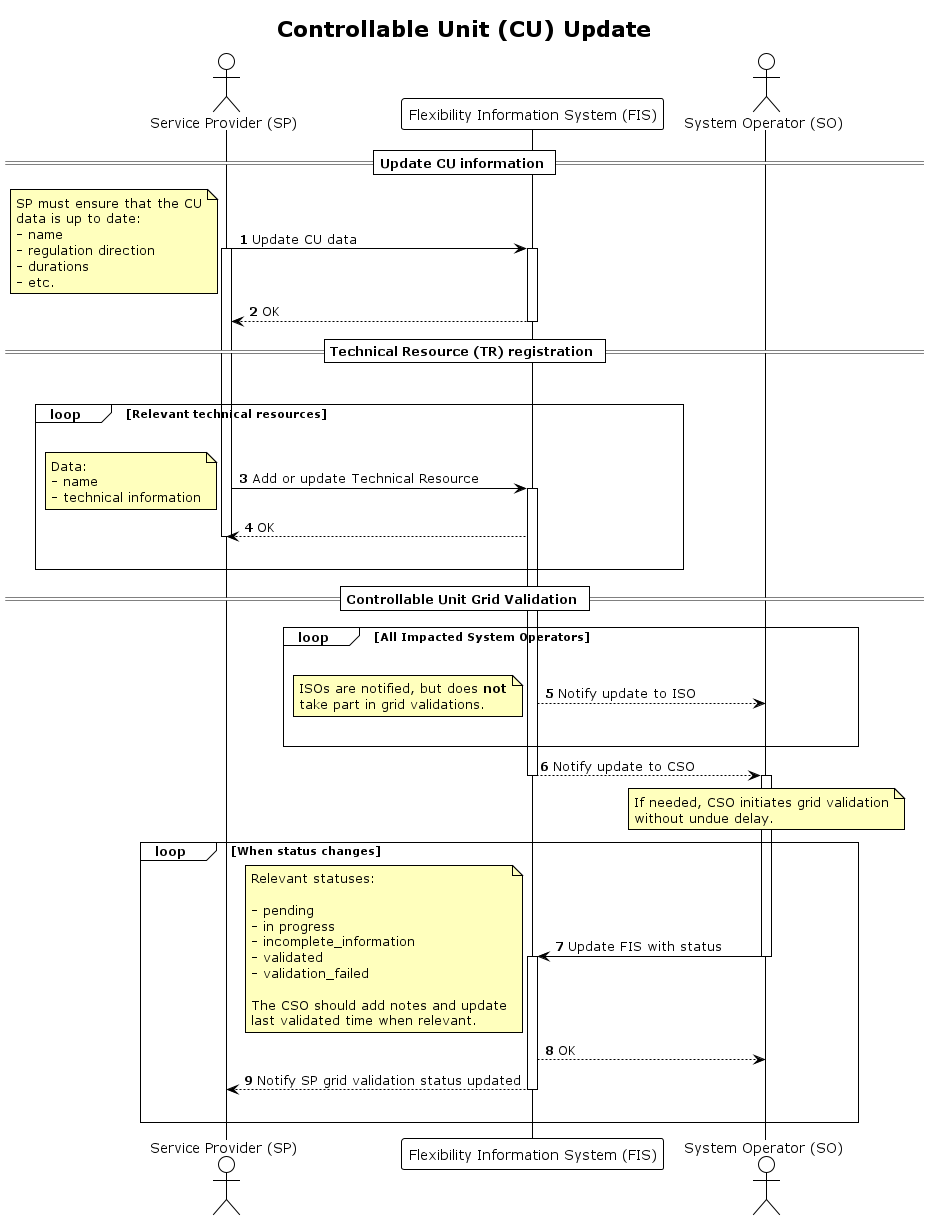 Controllable Unit (CU) Update
Service Provider (SP)
Flexibility Information System (FIS)
System Operator (SO)
Update CU information
SP must ensure that the CU
data is up to date:
- name
- regulation direction
- durations
- etc.
1 Update CU data
2 OK
Technical Resource (TR) registration
loop [Relevant technical resources]
Data:
- name
- technical information
3 Add or update Technical Resource
4 OK
Controllable Unit Grid Validation
loop [All Impacted System Operators]
ISOs are notified, but does not
take part in grid validations.
5 Notify update to ISO
6 Notify update to CSO
If needed, CSO initiates grid validation
without undue delay.
loop [When status changes]
Relevant statuses:
- pending
- in progress
- incomplete_information
- validated
- validation_failed
The CSO should add notes and update
last validated time when relevant.
7 Update FIS with status
8 OK
9 Notify SP grid validation status updated
Service Provider (SP)
Flexibility Information System (FIS)
System Operator (SO)